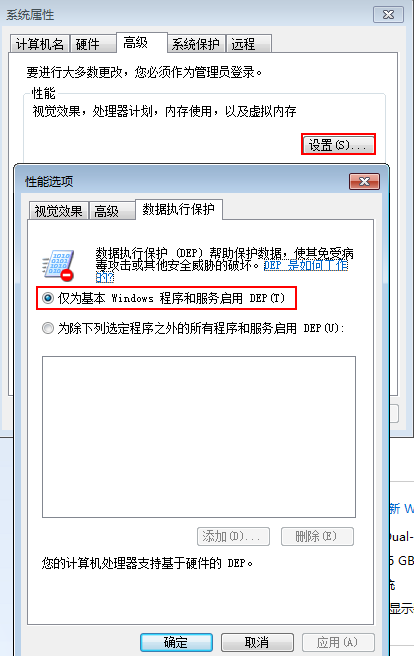 系统属性
计算机名
硬件
高级
系统保护
远程
要进行大多数更改，您必须作为管理员登录。
性能
视觉效果，处理器计划，内存使用，以及虚拟内存
设置(S)...
性能选项
视觉效果
高级
数据执行保护
数据执行保护 (DEP) 帮助保护数据，使其免受病
毒攻击或其他安全威胁的破坏。DEP 是如何工作
的?
仅为基本 Windows 程序和服务启用 DEP(T)
为除下列选定程序之外的所有程序和服务启用 DEP(U):
添加(D)...
删除(E)
您的计算机处理器支持基于硬件的 DEP。
确定
取消
应用(A)
新 W
Dual-
5 GB
统
显示